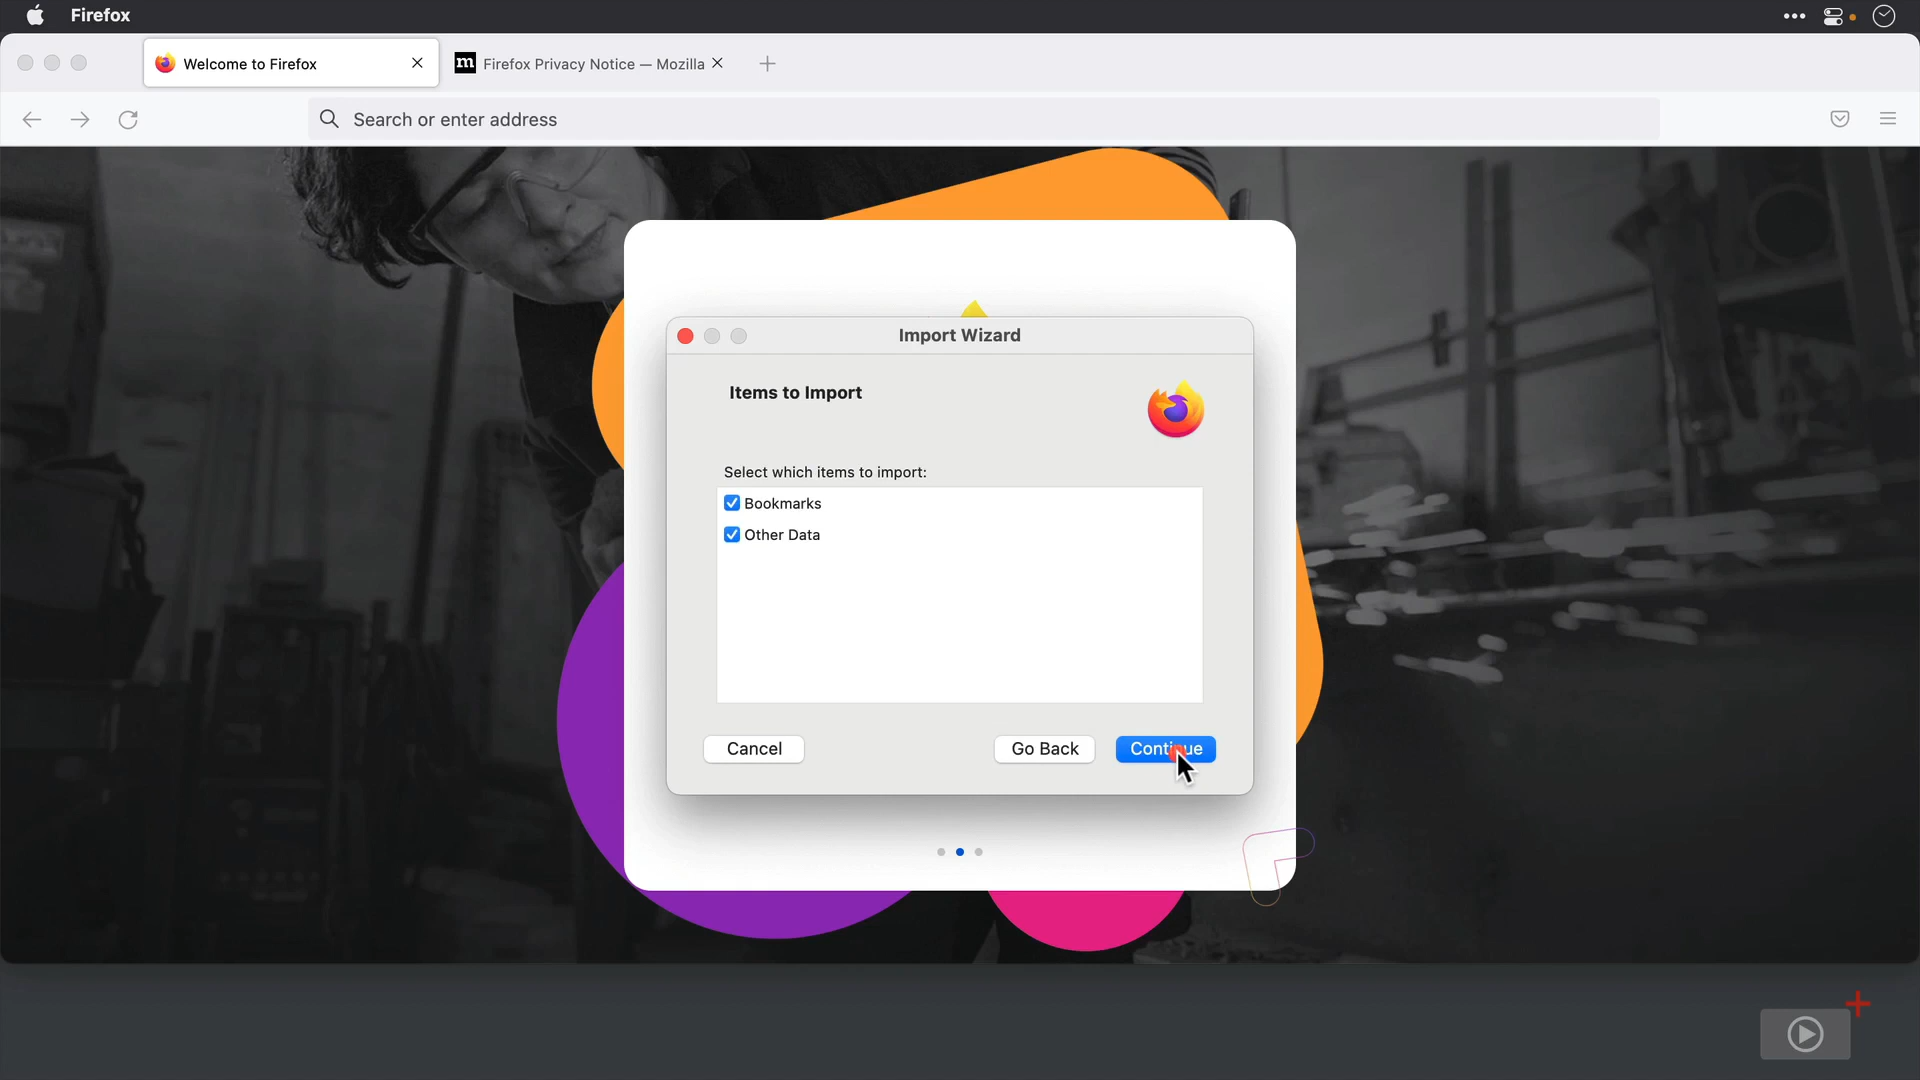 Firefox
Welcome to Firefox
m Firefox Privacy Notice — Mozilla
Search or enter address
Import Wizard
Items to Import
Select which items to import:
Bookmarks
Other Data
Cancel
Go Back
Continue